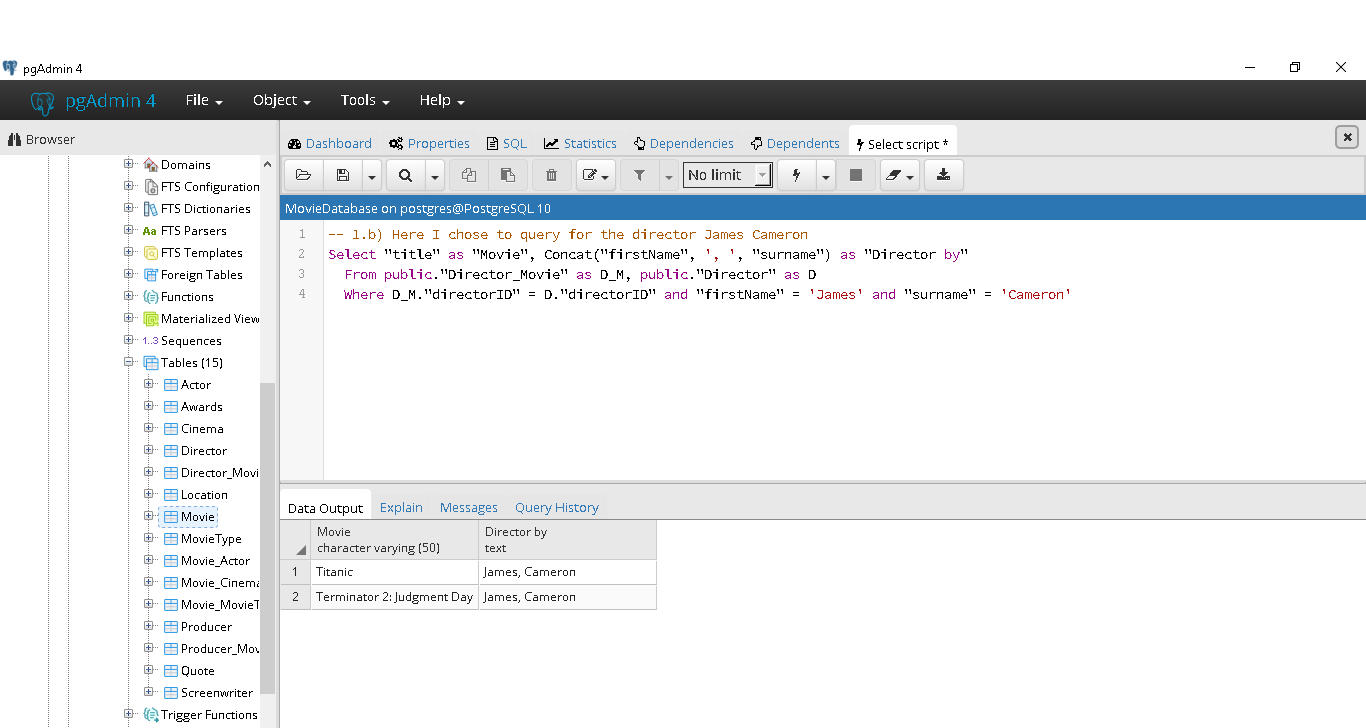 pgAdmin 4
pgAdmin 4 File Object Tools Help
Browser
Dashboard Properties SQL Statistics Dependencies Dependents Select script *
No limit
MovieDatabase on postgres@PostgreSQL 10
Domains
FTS Configuration
FTS Dictionaries
Aa FTS Parsers
FTS Templates
Foreign Tables
Functions
Materialized View
1..3 Sequences
Tables (15)
Actor
Awards
Cinema
Director
Director_Movi
Location
Movie
MovieType
Movie_Actor
Movie_Cinema
Movie_MovieT
Producer
Producer_Mov
Quote
Screenwriter
Trigger Functions
1 -- 1.b) Here I chose to query for the director James Cameron
2 Select "title" as "Movie", Concat("firstName", ', ', "surname") as "Director by"
3 From public."Director_Movie" as D_M, public."Director" as D
4 Where D_M."directorID" = D."directorID" and "firstName" = 'James' and "surname" = 'Cameron'
Data Output Explain Messages Query History
Movie Director by
character varying (50) text
1 Titanic James, Cameron
2 Terminator 2: Judgment Day James, Cameron